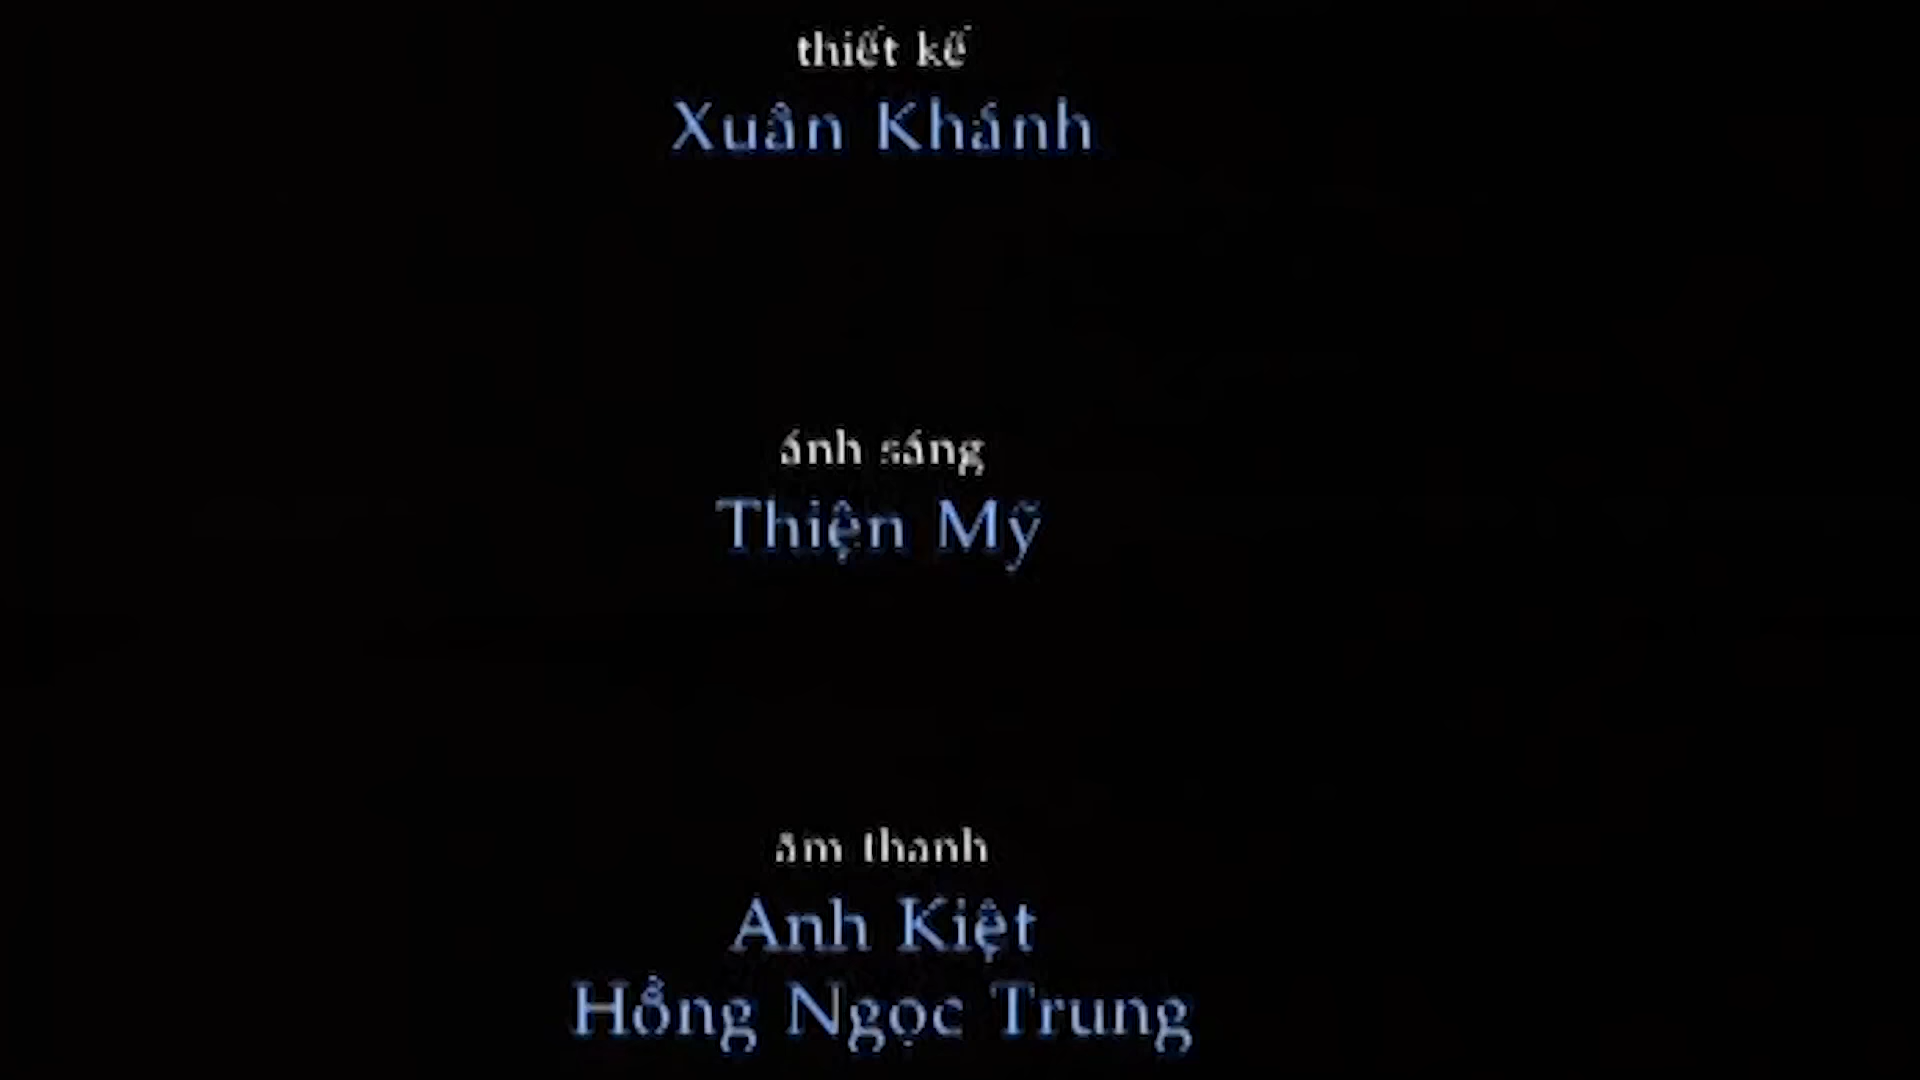 thiết kế
Xuân Khánh
ánh sáng
Thiện Mỹ
âm thanh
Anh Kiệt
Hồng Ngọc Trung